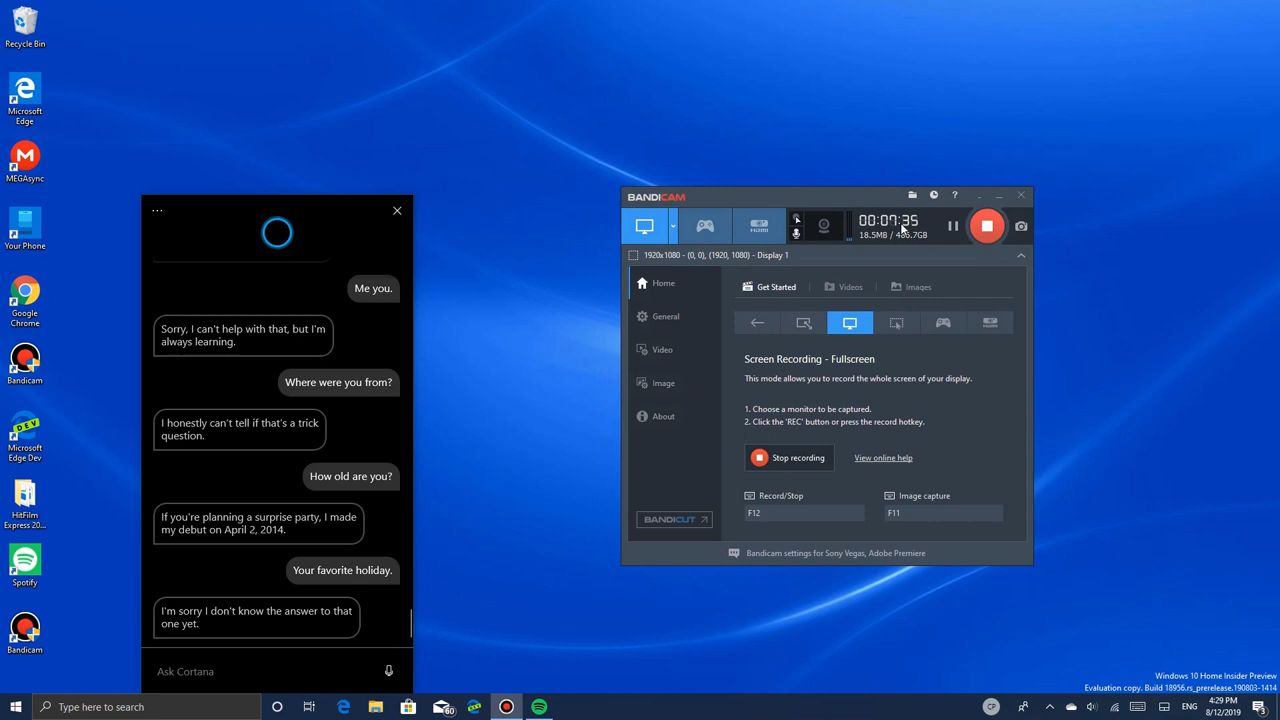 Recycle Bin
Microsoft
Edge
MEGAsync
Your Phone
Google
Chrome
Bandicam
DEV
Microsoft
Edge Dev
HitFilm
Express 20...
Spotify
Bandicam
...
Me you.
Sorry, I can't help with that, but I'm
always learning.
Where were you from?
I honestly can't tell if that's a trick
question.
How old are you?
If you're planning a surprise party, I made
my debut on April 2, 2014.
Your favorite holiday.
I'm sorry I don't know the answer to that
one yet.
Ask Cortana
BANDICAM
?
HDMI
00:07:35
18.5MB / 486.7GB
1920x1080 - (0, 0), (1920, 1080) - Display 1
Home
General
Video
Image
About
BANDICUT
Get Started
Videos
Images
HDMI
Screen Recording - Fullscreen
This mode allows you to record the whole screen of your display.
1. Choose a monitor to be captured.
2. Click the 'REC' button or press the record hotkey.
Stop recording
View online help
Record/Stop
Image capture
F12
F11
Bandicam settings for Sony Vegas, Adobe Premiere
Windows 10 Home Insider Preview
Evaluation copy. Build 18956.rs_prerelease.190803-1414
Type here to search
60
CP
4:29 PM
8/12/2019
3